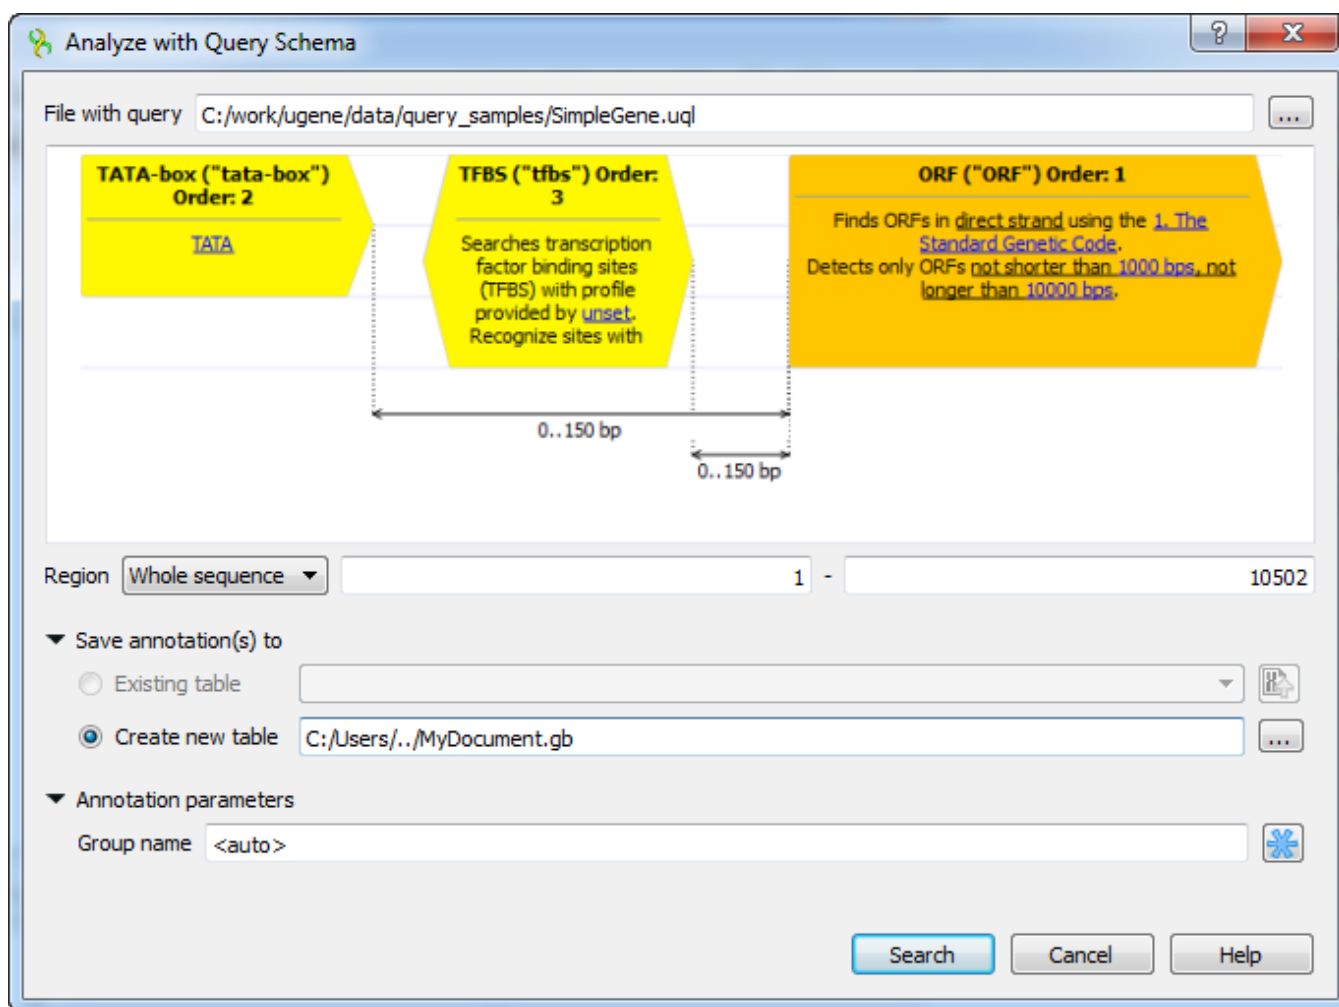 Analyze with Query Schema
File with query C:/work/ugene/data/query_samples/SimpleGene.uql ...
TATA-box ("tata-box")
Order: 2
TATA
TFBS ("tfbs") Order:
3
Searches transcription
factor binding sites
(TFBS) with profile
provided by unset.
Recognize sites with
ORF ("ORF") Order: 1
Finds ORFs in direct strand using the 1. The
Standard Genetic Code.
Detects only ORFs not shorter than 1000 bps, not
longer than 10000 bps.
0..150 bp
0..150 bp
Region Whole sequence 1 - 10502
Save annotation(s) to
Existing table
Create new table C:/Users/../MyDocument.gb ...
Annotation parameters
Group name <auto>
Search Cancel Help